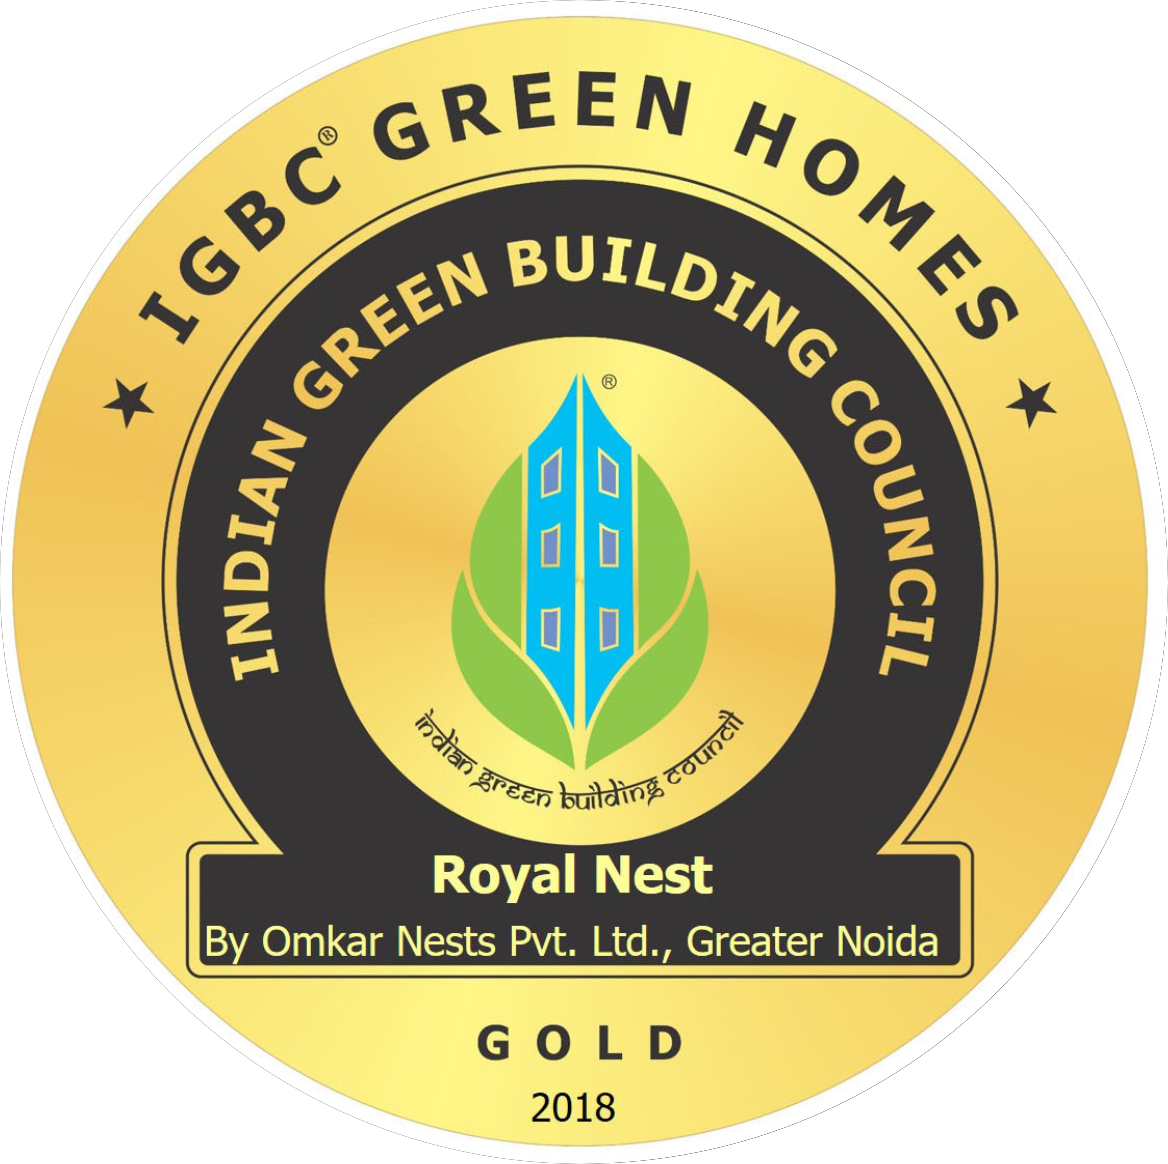 IGBC® GREEN HOMES
INDIAN GREEN BUILDING COUNCIL
®
indian green building council
Royal Nest
By Omkar Nests Pvt. Ltd., Greater Noida
GOLD
2018